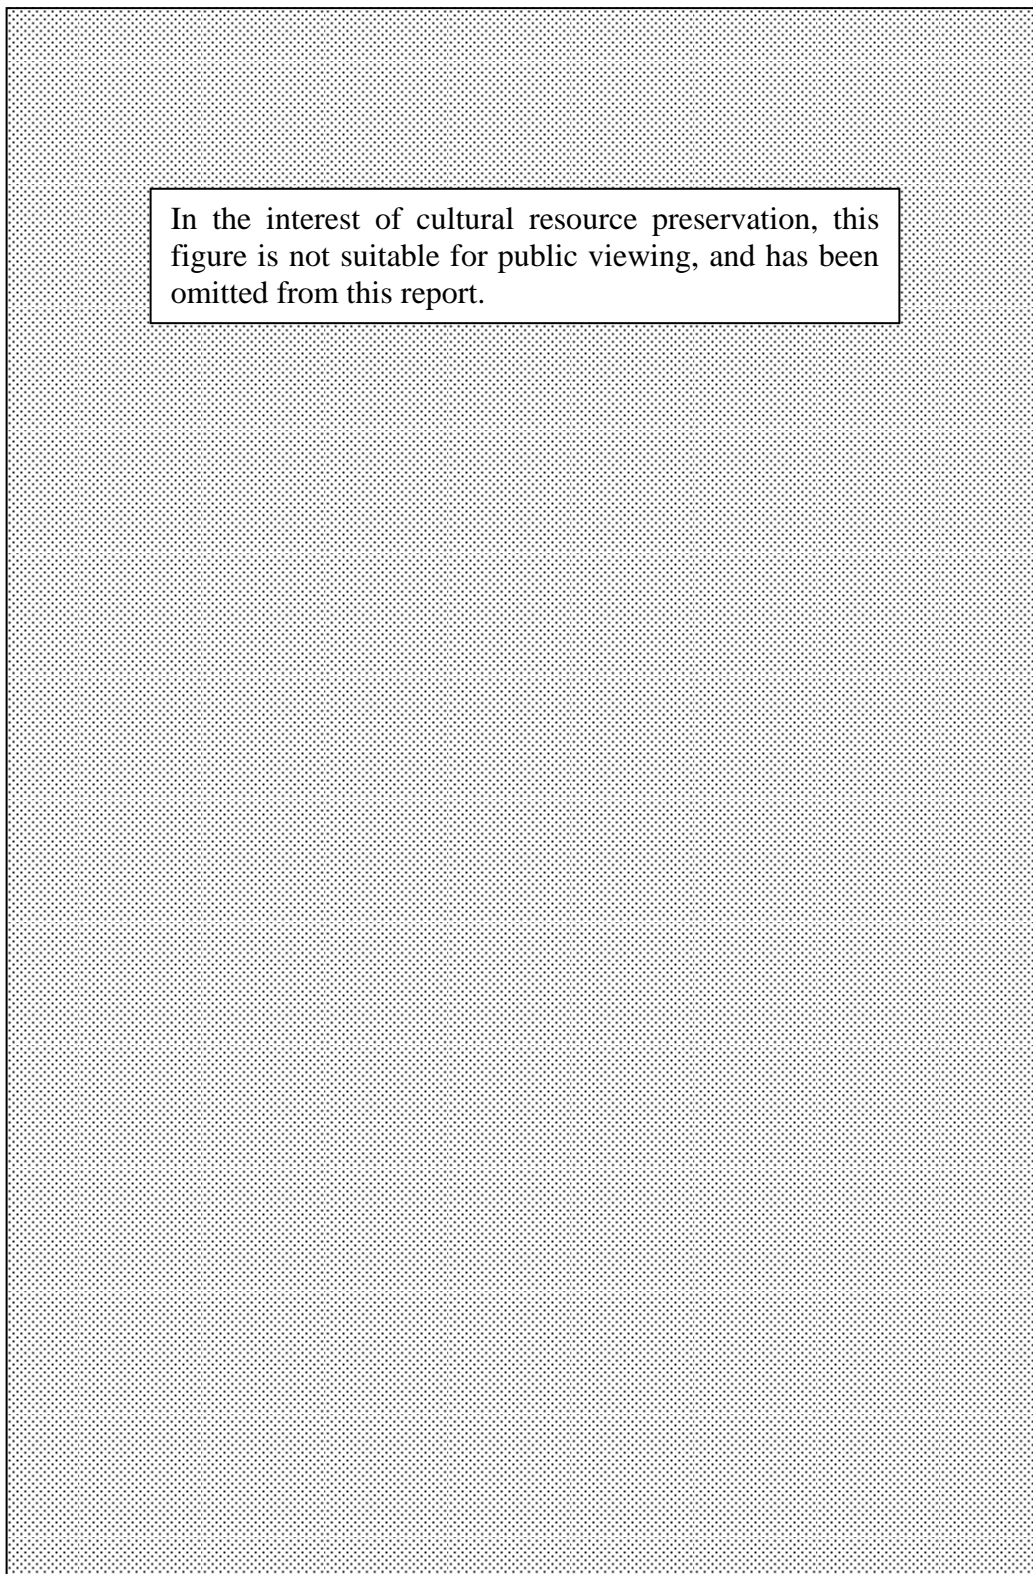 In the interest of cultural resource preservation, this
figure is not suitable for public viewing, and has been
omitted from this report.